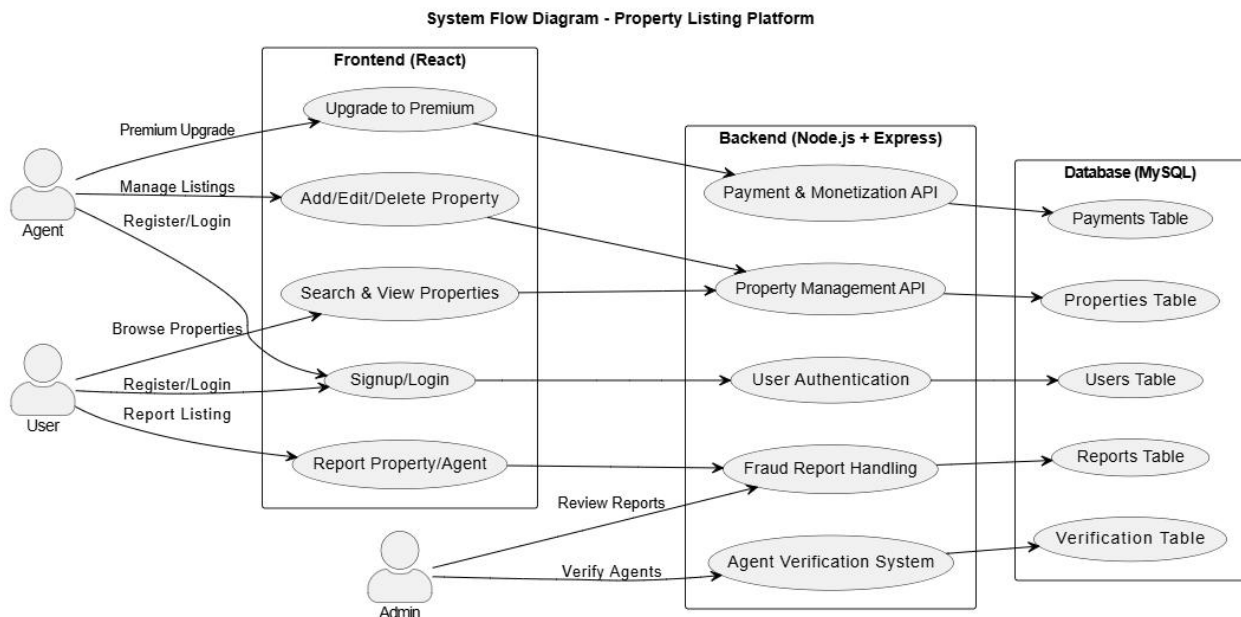 System Flow Diagram - Property Listing Platform
Frontend (React)
Upgrade to Premium
Premium Upgrade
Backend (Node.js + Express)
Database (MySQL)
Manage Listings
Add/Edit/Delete Property
Payment & Monetization API
Payments Table
Register/Login
Agent
Search & View Properties
Property Management API
Properties Table
Browse Properties
Register/Login
Signup/Login
User Authentication
Users Table
Report Listing
User
Report Property/Agent
Fraud Report Handling
Reports Table
Review Reports
Verification Table
Verify Agents
Agent Verification System
Admin